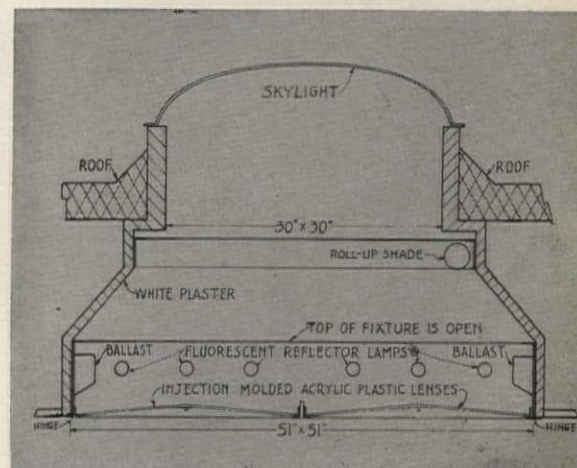 SKYLIGHT
ROOF
ROOF
30" x 30"
ROLL-UP SHADE
WHITE PLASTER
TOP OF FIXTURE IS OPEN
BALLAST
FLUORESCENT REFLECTOR LAMPS
BALLAST
INJECTION MOLDED ACRYLIC PLASTIC LENSES
HINGE
51" x 51"
HINGE